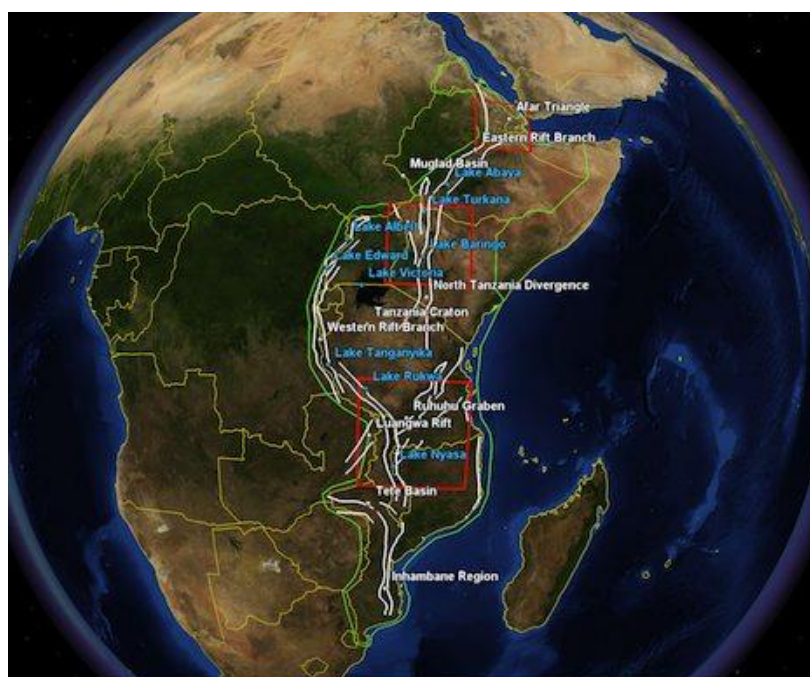 Afar Triangle
Eastern Rift Branch
Muglad Basin
Lake Abaya
Lake Turkana
Lake Albert
Lake Baringo
Lake Edward
Lake Victoria
North Tanzania Divergence
Tanzania Craton
Western Rift Branch
Lake Tanganyika
Lake Rukwa
Ruhuhu Graben
Luangwa Rift
Lake Nyasa
Tete Basin
Inhambane Region